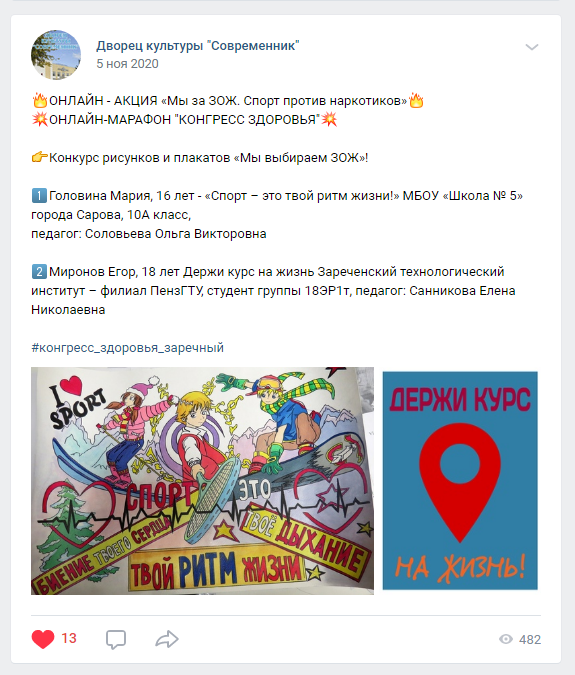 Дворец культуры "Современник"
5 ноя 2020
🔥ОНЛАЙН - АКЦИЯ «Мы за ЗОЖ. Спорт против наркотиков»🔥
💥ОНЛАЙН-МАРАФОН "КОНГРЕСС ЗДОРОВЬЯ"💥
👉Конкурс рисунков и плакатов «Мы выбираем ЗОЖ»!
1️⃣Головина Мария, 16 лет - «Спорт – это твой ритм жизни!» МБОУ «Школа № 5»
города Сарова, 10А класс,
педагог: Соловьева Ольга Викторовна
2️⃣Миронов Егор, 18 лет Держи курс на жизнь Зареченский технологический
институт – филиал ПензГТУ, студент группы 18ЭР1т, педагог: Санникова Елена
Николаевна
#конгресс_здоровья_заречный
I
SPORT
СПОРТ ЭТО
БИЕНИЕ ТВОЕГО СЕРДЦА
ТВОЁ ДЫХАНИЕ
ТВОЙ РИТМ ЖИЗНИ
ДЕРЖИ КУРС
НА ЖИЗНЬ!
13
482